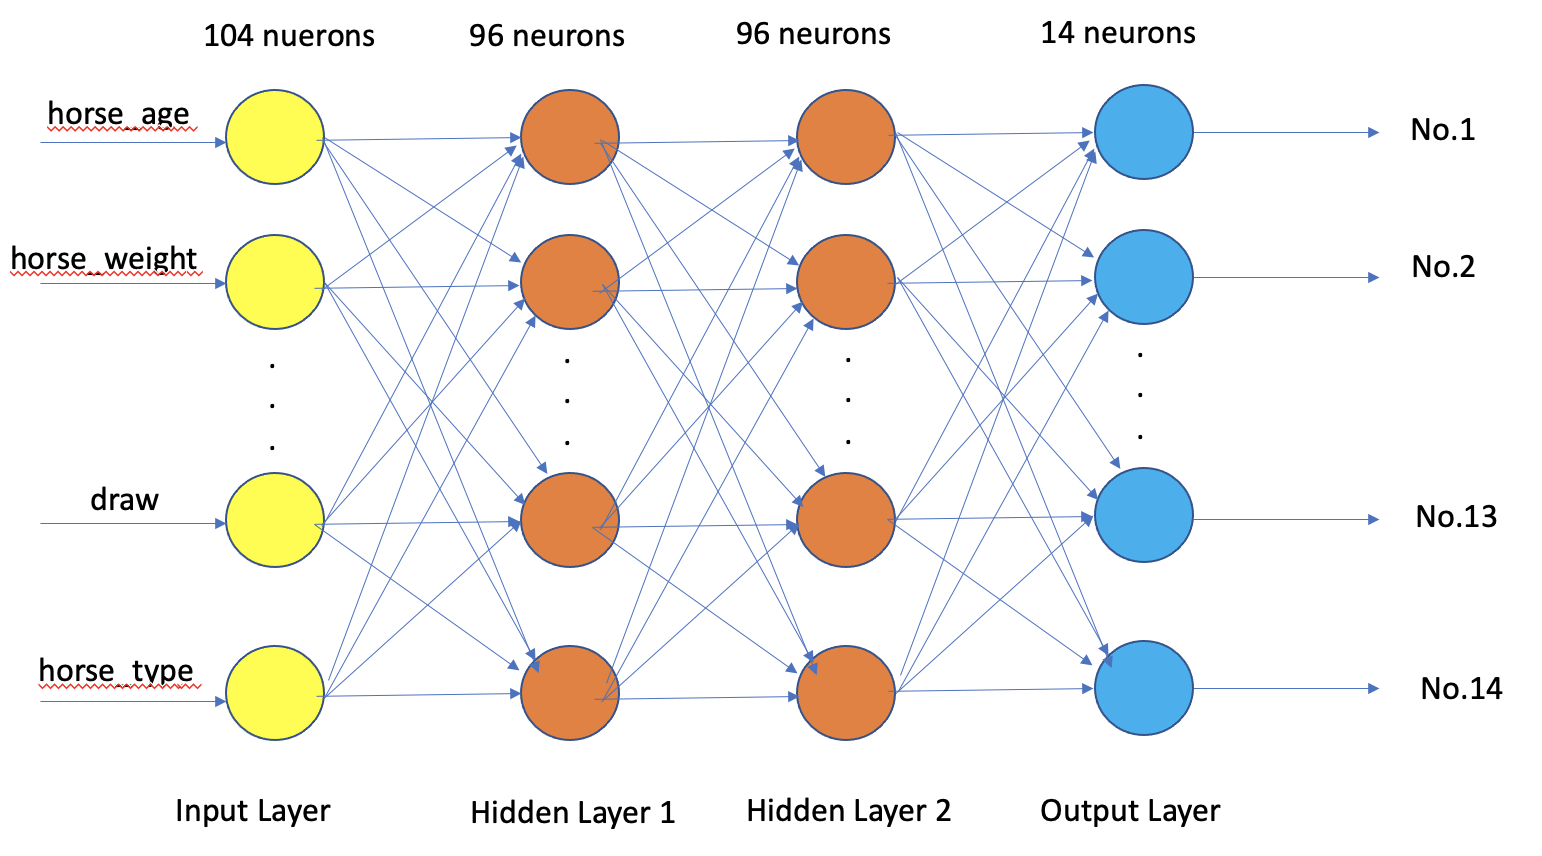 104 nuerons
96 neurons
96 neurons
14 neurons
horse_age
No.1
horse_weight
No.2
draw
No.13
horse_type
No.14
Input Layer
Hidden Layer 1
Hidden Layer 2
Output Layer